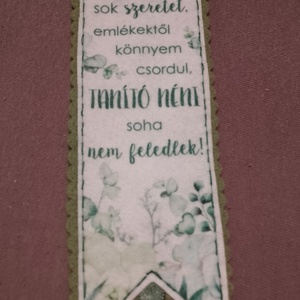 sok szeretet,
emlékektől
könnyem
csordul,
TANÍTÓ NÉNI
soha
nem feledlek!